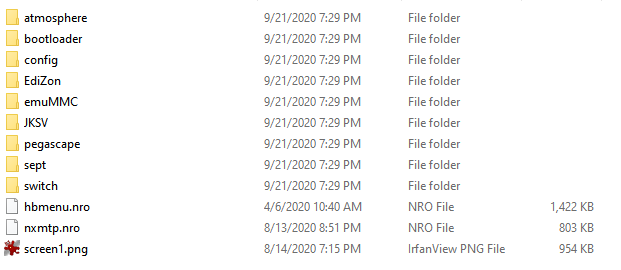 atmosphere 9/21/2020 7:29 PM File folder
bootloader 9/21/2020 7:29 PM File folder
config 9/21/2020 7:29 PM File folder
EdiZon 9/21/2020 7:29 PM File folder
emuMMC 9/21/2020 7:29 PM File folder
JKSV 9/21/2020 7:29 PM File folder
pegascape 9/21/2020 7:29 PM File folder
sept 9/21/2020 7:29 PM File folder
switch 9/21/2020 7:29 PM File folder
hbmenu.nro 4/6/2020 10:40 AM NRO File 1,422 KB
nxmtp.nro 8/13/2020 8:51 PM NRO File 803 KB
screen1.png 8/14/2020 7:15 PM IrfanView PNG File 954 KB